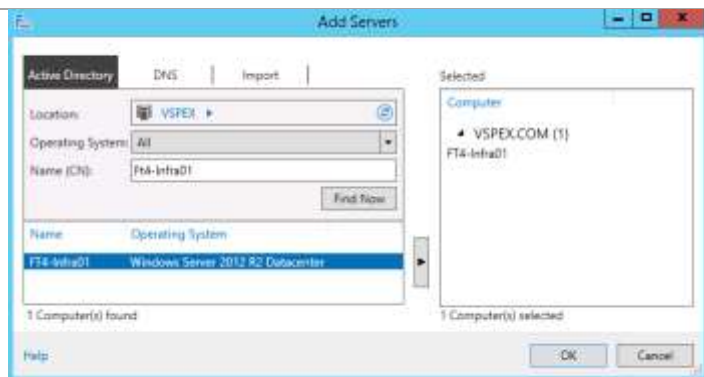 F...
Add Servers
Active Directory
DNS
Import
Location:
VSPEX
Operating System:
All
Name (CN):
Ft4-Infra01
Find Now
Name
Operating System
FT4-Infra01
Windows Server 2012 R2 Datacenter
1 Computer(s) found
Selected
Computer
VSPEX.COM (1)
FT4-Infra01
1 Computer(s) selected
Help
OK
Cancel